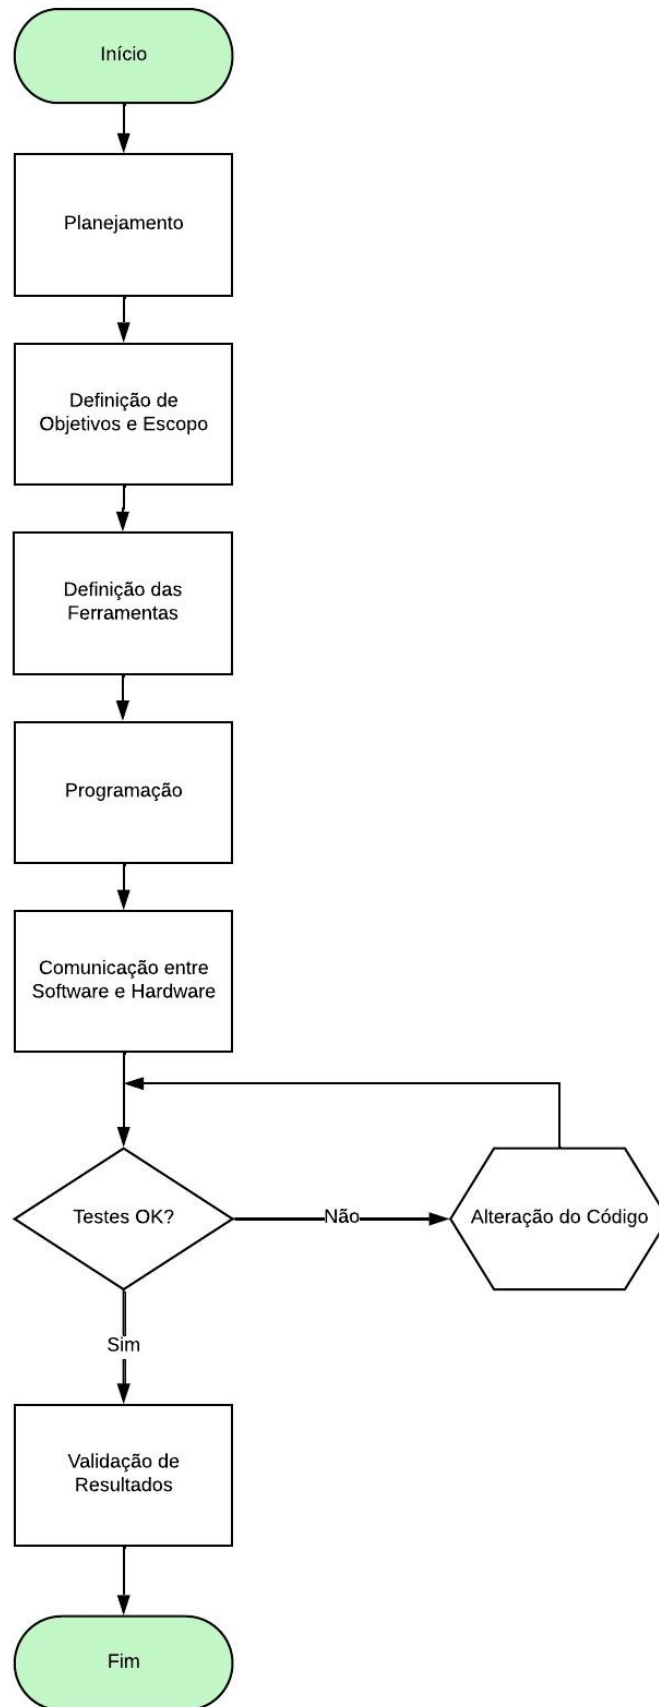 Início
Planejamento
Definição de
Objetivos e Escopo
Definição das
Ferramentas
Programação
Comunicação entre
Software e Hardware
Testes OK?
Não
Alteração do Código
Sim
Validação de
Resultados
Fim